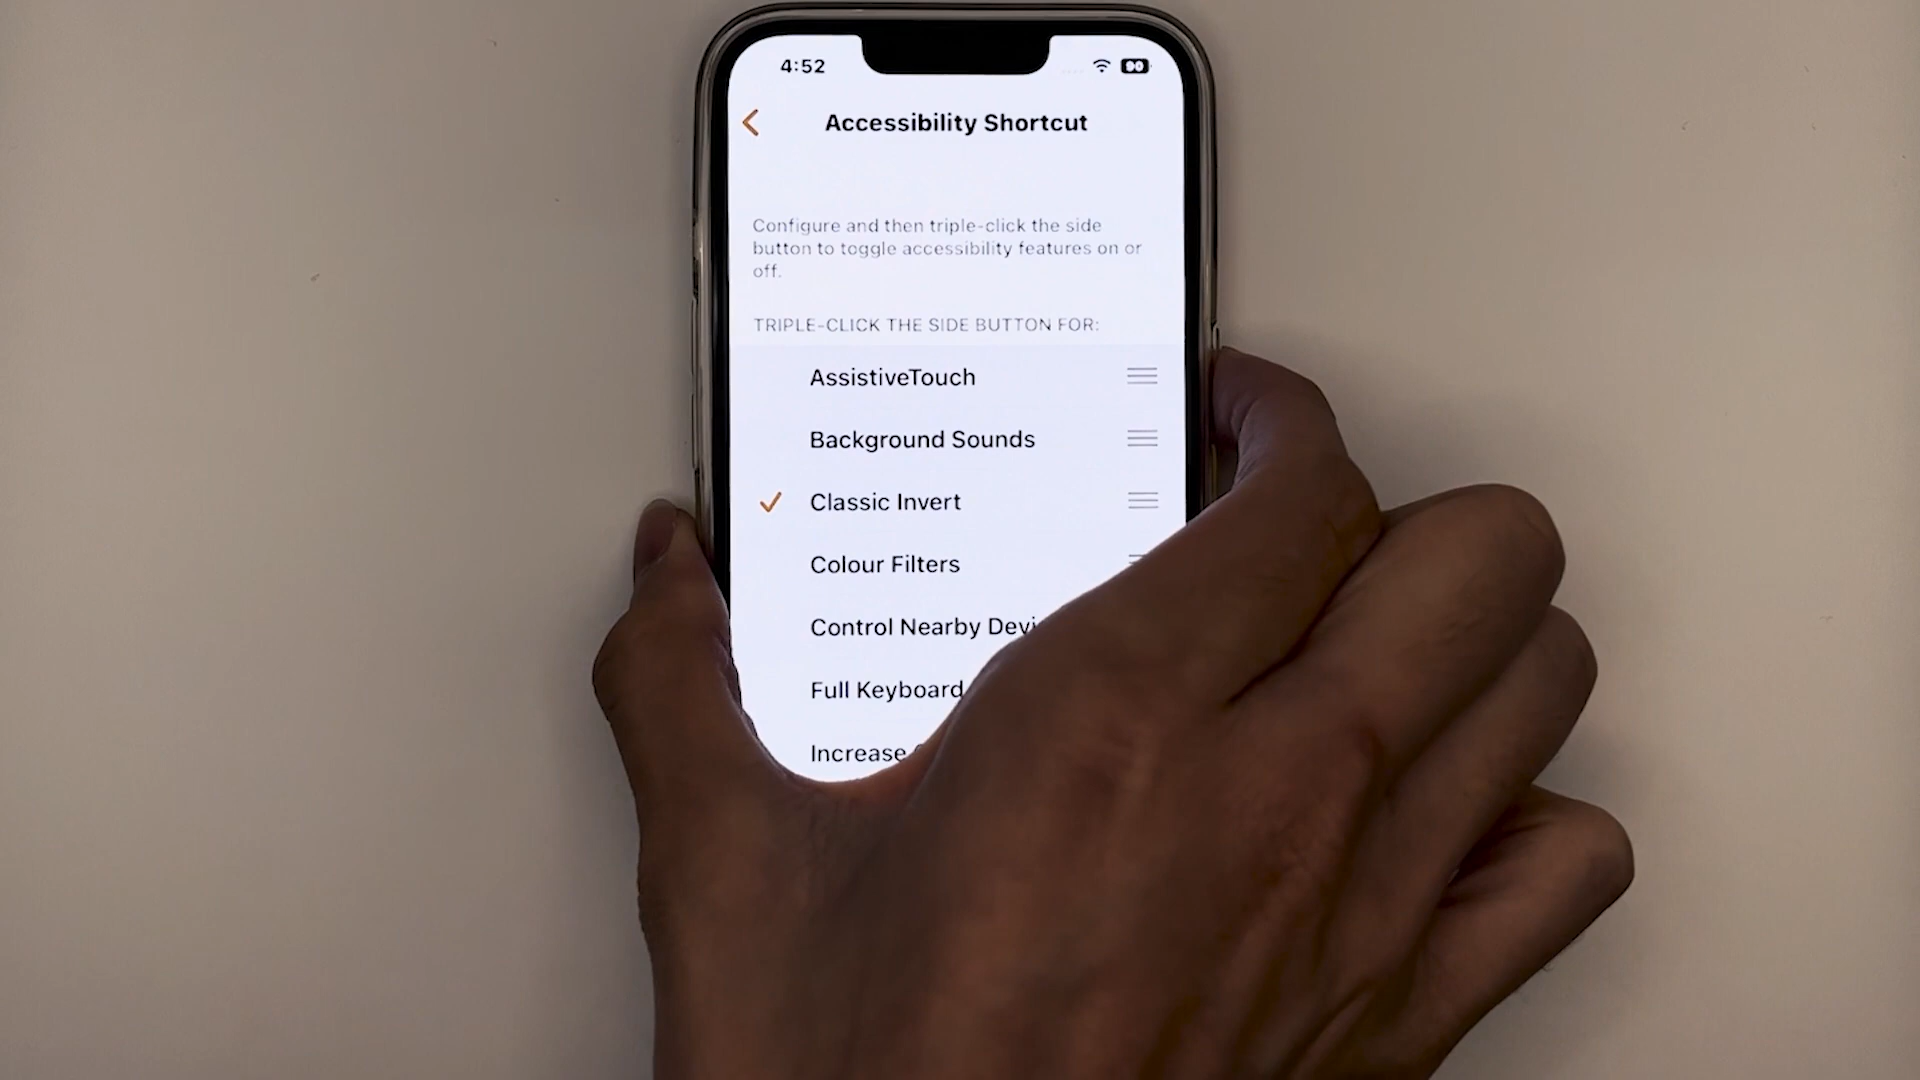 4:52
90
Accessibility Shortcut
Configure and then triple-click the side
button to toggle accessibility features on or
off.
TRIPLE-CLICK THE SIDE BUTTON FOR:
AssistiveTouch
Background Sounds
Classic Invert
Colour Filters
Control Nearby
Full Keyboard
Increase